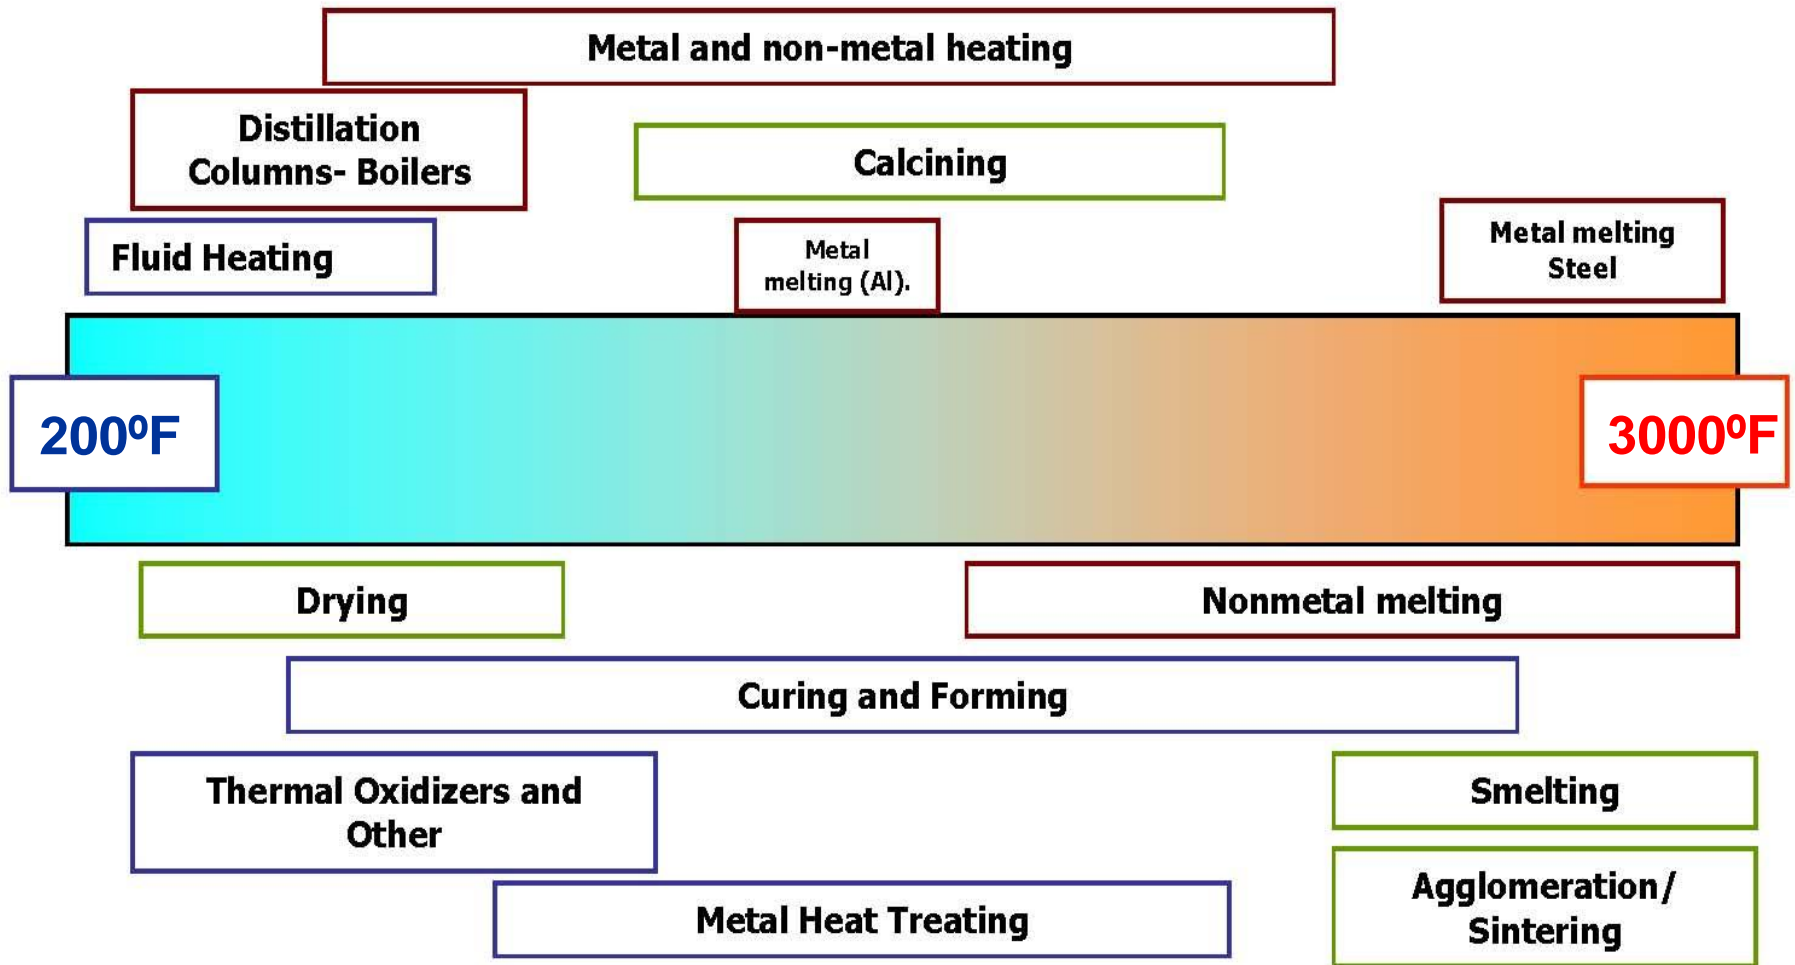 Metal and non-metal heating
Distillation
Columns- Boilers
Calcining
Fluid Heating
Metal
melting (Al).
Metal melting
Steel
200⁰F
3000⁰F
Drying
Nonmetal melting
Curing and Forming
Thermal Oxidizers and
Other
Smelting
Metal Heat Treating
Agglomeration/
Sintering